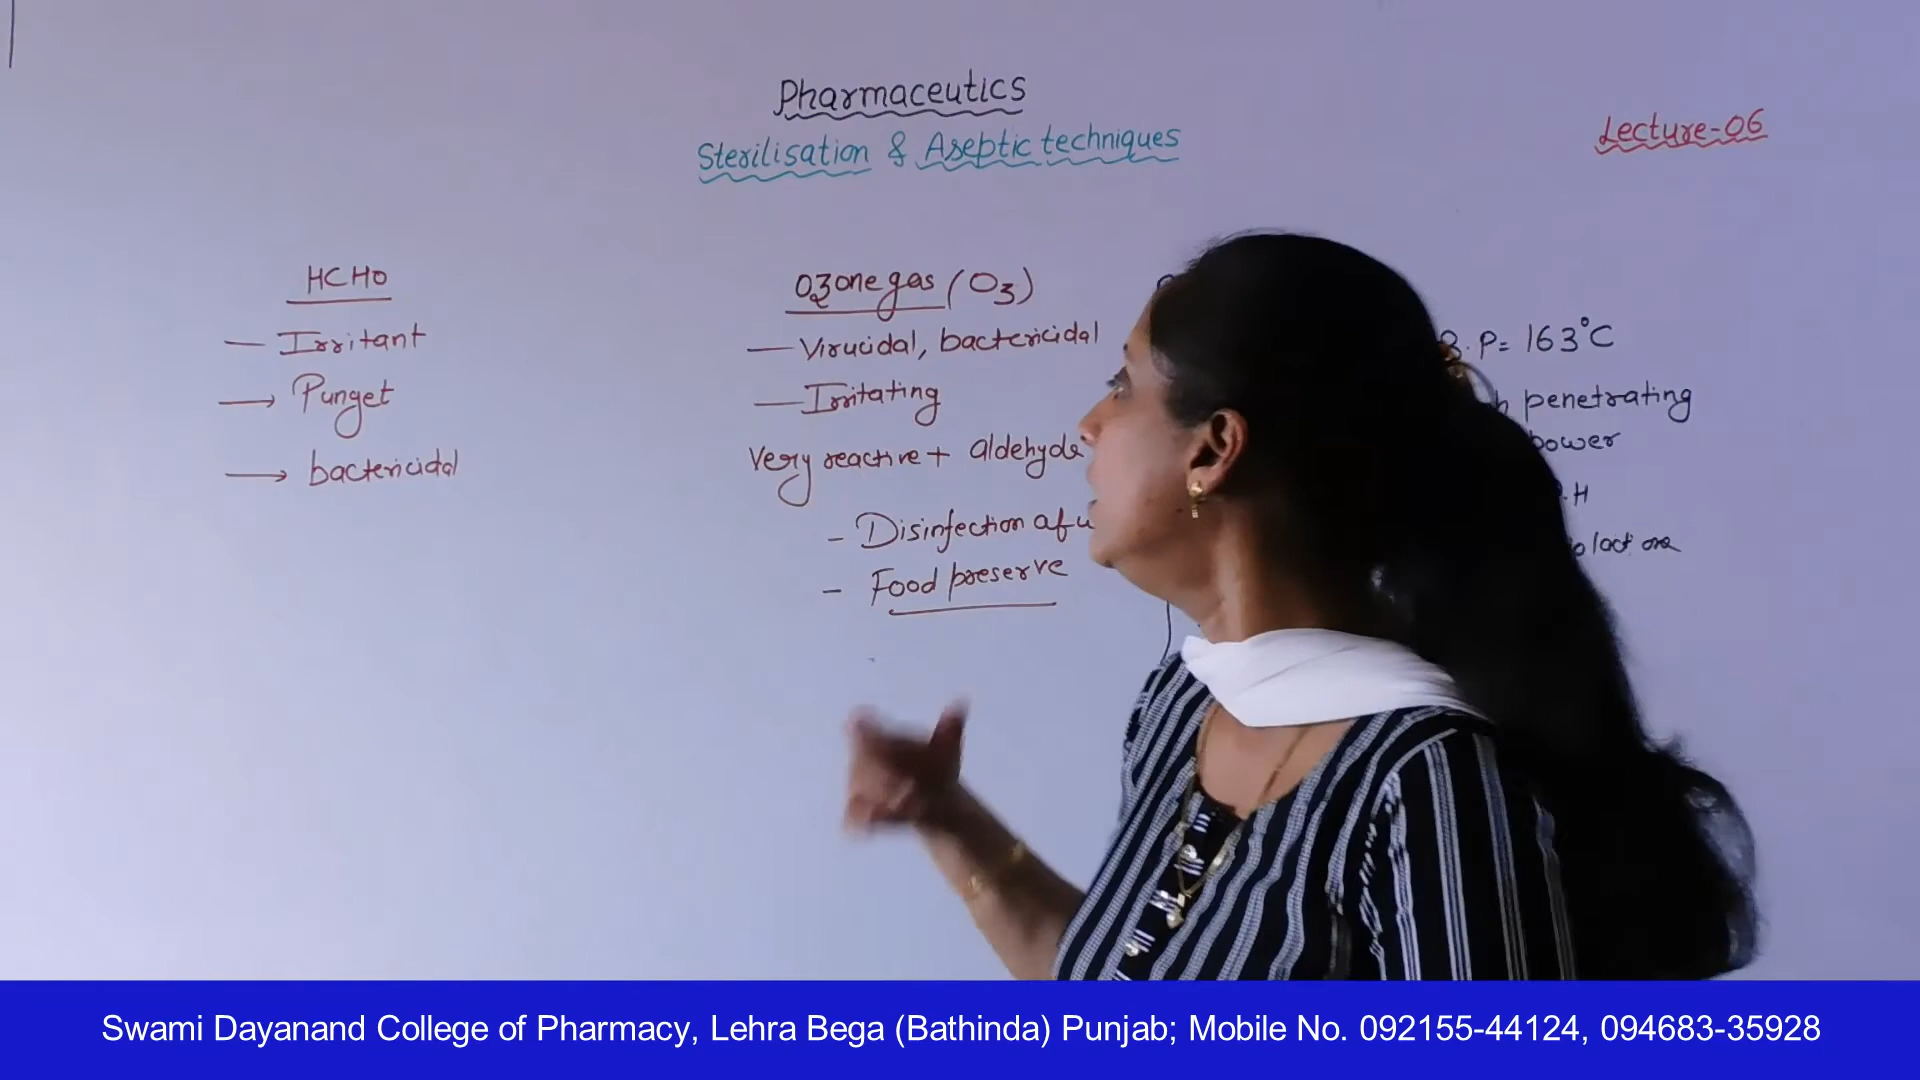 Pharmaceutics
Sterilisation & Aseptic techniques
Lecture-06
HCHO
— Irritant
→ Punget
→ bactericidal
Ozone gas (O3)
— Virucidal, bactericidal
— Irritating
Very reactive + aldehyde
- Disinfection of
- Food preserve
B.P = 163°C
penetrating
power
.H
Swami Dayanand College of Pharmacy, Lehra Bega (Bathinda) Punjab; Mobile No. 092155-44124, 094683-35928